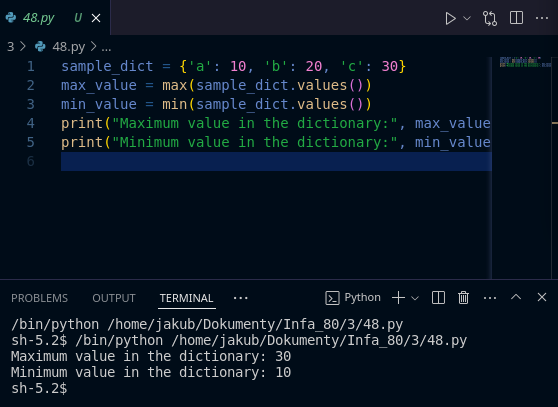 48.py U
3 > 48.py > ...
1 sample_dict = {'a': 10, 'b': 20, 'c': 30}
2 max_value = max(sample_dict.values())
3 min_value = min(sample_dict.values())
4 print("Maximum value in the dictionary:", max_value
5 print("Minimum value in the dictionary:", min_value
6
PROBLEMS OUTPUT TERMINAL ... Python
/bin/python /home/jakub/Dokumenty/Infa_80/3/48.py
sh-5.2$ /bin/python /home/jakub/Dokumenty/Infa_80/3/48.py
Maximum value in the dictionary: 30
Minimum value in the dictionary: 10
sh-5.2$